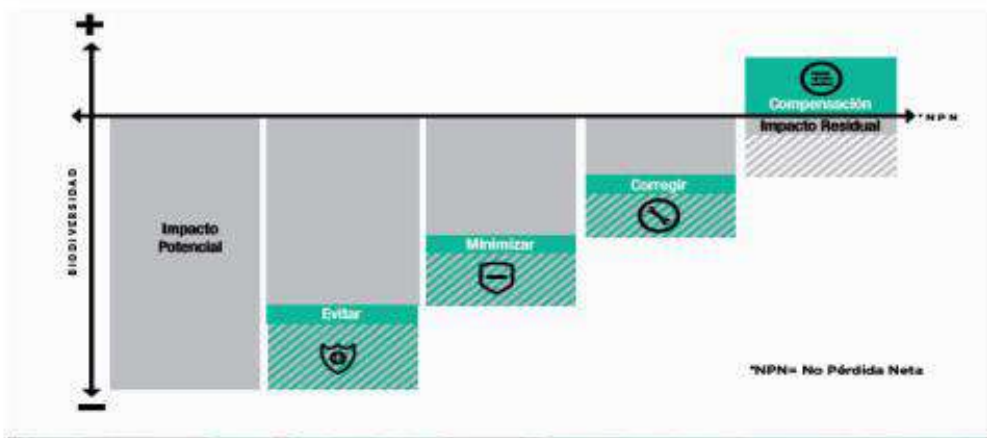 +
BIODIVERSIDAD
Impacto
Potencial
Evitar
Minimizar
Corregir
Compensación
Impacto Residual
*NPN
*NPN= No Pérdida Neta
−